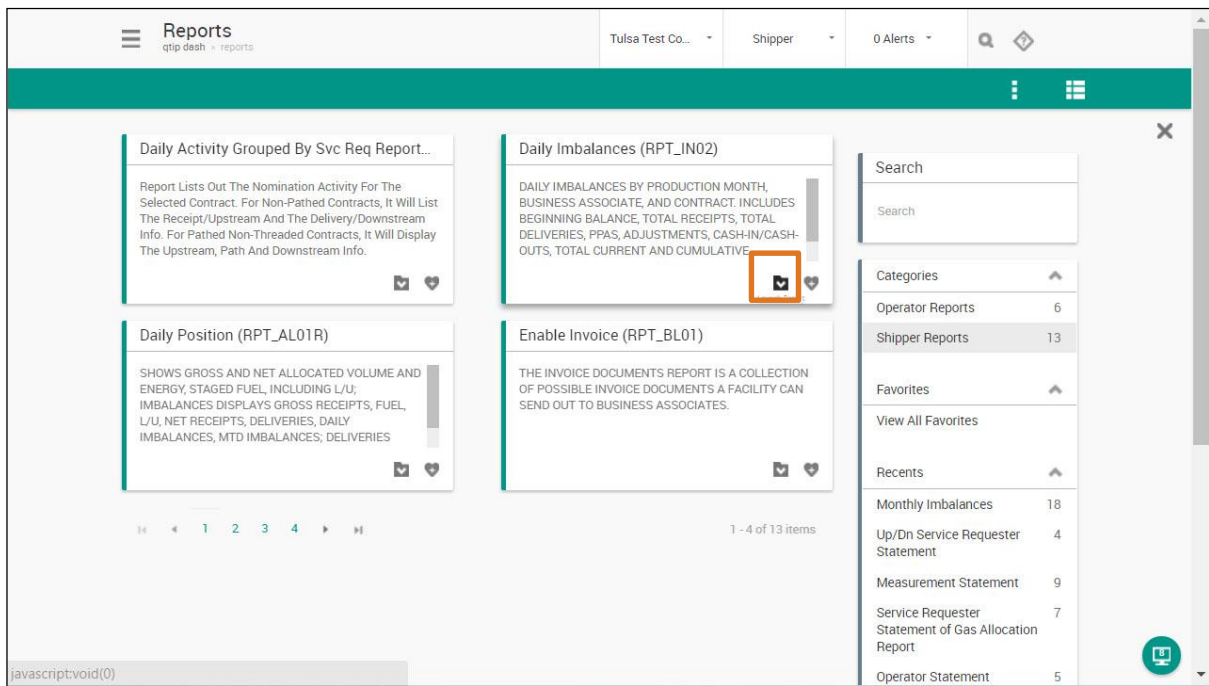 Reports
qtip dash » reports
Tulsa Test Co...
Shipper
0 Alerts
Daily Activity Grouped By Svc Req Report...
Report Lists Out The Nomination Activity For The
Selected Contract. For Non-Pathed Contracts, It Will List
The Receipt/Upstream And The Delivery/Downstream
Info. For Pathed Non-Threaded Contracts, It Will Display
The Upstream, Path And Downstream Info.
Daily Imbalances (RPT_IN02)
DAILY IMBALANCES BY PRODUCTION MONTH,
BUSINESS ASSOCIATE, AND CONTRACT. INCLUDES
BEGINNING BALANCE, TOTAL RECEIPTS, TOTAL
DELIVERIES, PPAS, ADJUSTMENTS, CASH-IN/CASH-
OUTS, TOTAL CURRENT AND CUMULATIVE
Daily Position (RPT_AL01R)
SHOWS GROSS AND NET ALLOCATED VOLUME AND
ENERGY, STAGED FUEL, INCLUDING L/U;
IMBALANCES DISPLAYS GROSS RECEIPTS, FUEL,
L/U, NET RECEIPTS, DELIVERIES, DAILY
IMBALANCES, MTD IMBALANCES; DELIVERIES
Enable Invoice (RPT_BL01)
THE INVOICE DOCUMENTS REPORT IS A COLLECTION
OF POSSIBLE INVOICE DOCUMENTS A FACILITY CAN
SEND OUT TO BUSINESS ASSOCIATES.
1 2 3 4
1 - 4 of 13 items
Search
Search
Categories
Operator Reports 6
Shipper Reports 13
Favorites
View All Favorites
Recents
Monthly Imbalances 18
Up/Dn Service Requester 4
Statement
Measurement Statement 9
Service Requester 7
Statement of Gas Allocation
Report
Operator Statement 5
javascript:void(0)